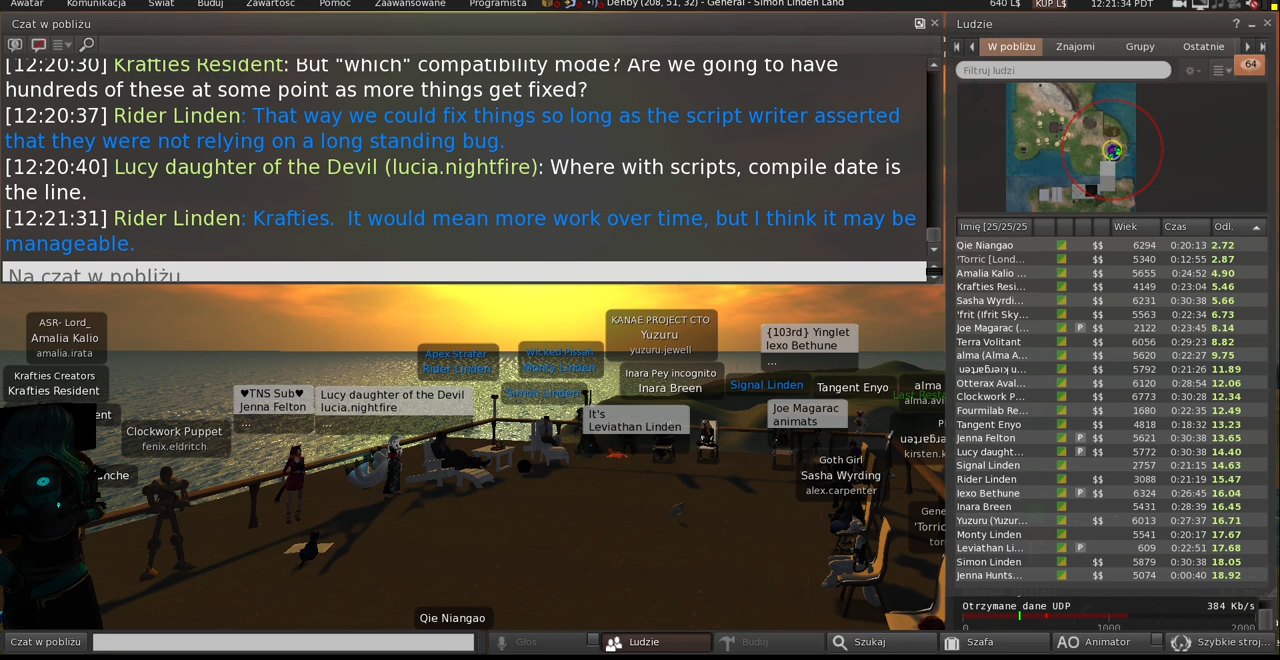 Awatar Komunikacja Świat Buduj Zawartość Pomoc Zaawansowane Programista Denby (208, 51, 32) - General - Simon Linden Land 640 L$ KUP L$ 12:21:34 PDT
Czat w pobliżu
[12:20:30] Krafties Resident: But "which" compatibility mode? Are we going to have
hundreds of these at some point as more things get fixed?
[12:20:37] Rider Linden: That way we could fix things so long as the script writer asserted
that they were not relying on a long standing bug.
[12:20:40] Lucy daughter of the Devil (lucia.nightfire): Where with scripts, compile date is
the line.
[12:21:31] Rider Linden: Krafties.  It would mean more work over time, but I think it may be
manageable.
Na czat w pobliżu
ASR- Lord_
Amalia Kalio
amalia.irata
Krafties Creators
Krafties Resident
Clockwork Puppet
fenix.eldritch
♥TNS Sub♥
Jenna Felton
...
Lucy daughter of the Devil
lucia.nightfire
...
Apex Strafer
Rider Linden
Wicked Pissah
Monty Linden
Simon Linden
KANAE PROJECT CTO
Yuzuru
yuzuru.jewell
Inara Pey incognito
Inara Breen
It's
Leviathan Linden
{103rd} Yinglet
Iexo Bethune
...
Signal Linden
Tangent Enyo
Joe Magarac
animats
alma
Goth Girl
Sasha Wyrding
alex.carpenter
Qie Niangao
Ludzie
W pobliżu Znajomi Grupy Ostatnie
64
Filtruj ludzi
Imię [25/25/25 Wiek Czas Odl.
Qie Niangao $$ 6294 0:20:13 2.72
'Torric [Lond... $$ 5340 0:12:55 2.87
Amalia Kalio ... $$ 5655 0:24:52 4.90
Krafties Resi... $$ 4149 0:23:04 5.46
Sasha Wyrdi... $$ 6231 0:30:38 5.66
'frit (Ifrit Sky... $$ 5563 0:22:34 6.73
Joe Magarac (... P $$ 2122 0:23:45 8.14
Terra Volitant $$ 6056 0:29:23 8.82
alma (Alma A... $$ 5610 0:22:27 9.75
$$ 5792 0:21:26 11.89
Otterax Aval... $$ 6120 0:28:54 12.06
Clockwork P... $$ 6773 0:30:28 12.34
Fourmilab Re... $$ 1680 0:22:35 12.49
Tangent Enyo $$ 4818 0:18:32 13.23
Jenna Felton P $$ 5621 0:30:38 13.65
Lucy daught... P $$ 5772 0:30:38 14.40
Signal Linden 2757 0:21:15 14.63
Rider Linden 3088 0:21:19 15.47
Iexo Bethune P $$ 6324 0:26:45 16.04
Inara Breen 5431 0:28:39 16.45
Yuzuru (Yuzur... $$ 6013 0:27:37 16.71
Monty Linden 5541 0:20:17 17.67
Leviathan Li... P 609 0:22:51 17.68
Simon Linden $$ 5879 0:30:38 18.05
Jenna Hunts... $$ 5074 0:00:40 18.92
Otrzymane dane UDP 384 Kb/s
0 1000 2000
Czat w pobliżu Głos Ludzie Buduj Szukaj Szafa AO Animator Szybkie stroj...